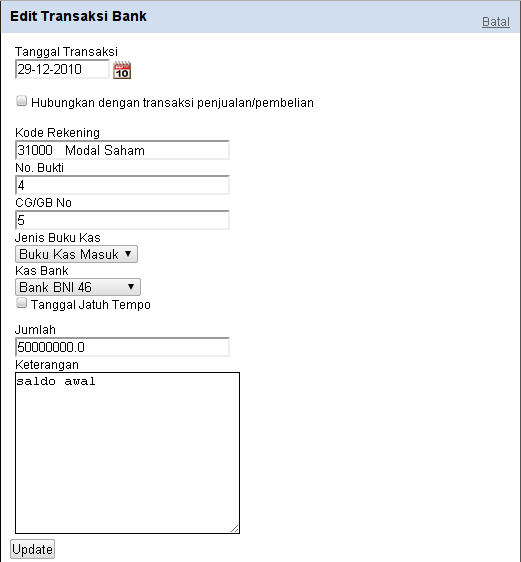 Edit Transaksi Bank
Batal
Tanggal Transaksi
29-12-2010
10
Hubungkan dengan transaksi penjualan/pembelian
Kode Rekening
31000 Modal Saham
No. Bukti
4
CG/GB No
5
Jenis Buku Kas
Buku Kas Masuk
Kas Bank
Bank BNI 46
Tanggal Jatuh Tempo
Jumlah
50000000.0
Keterangan
saldo awal
Update